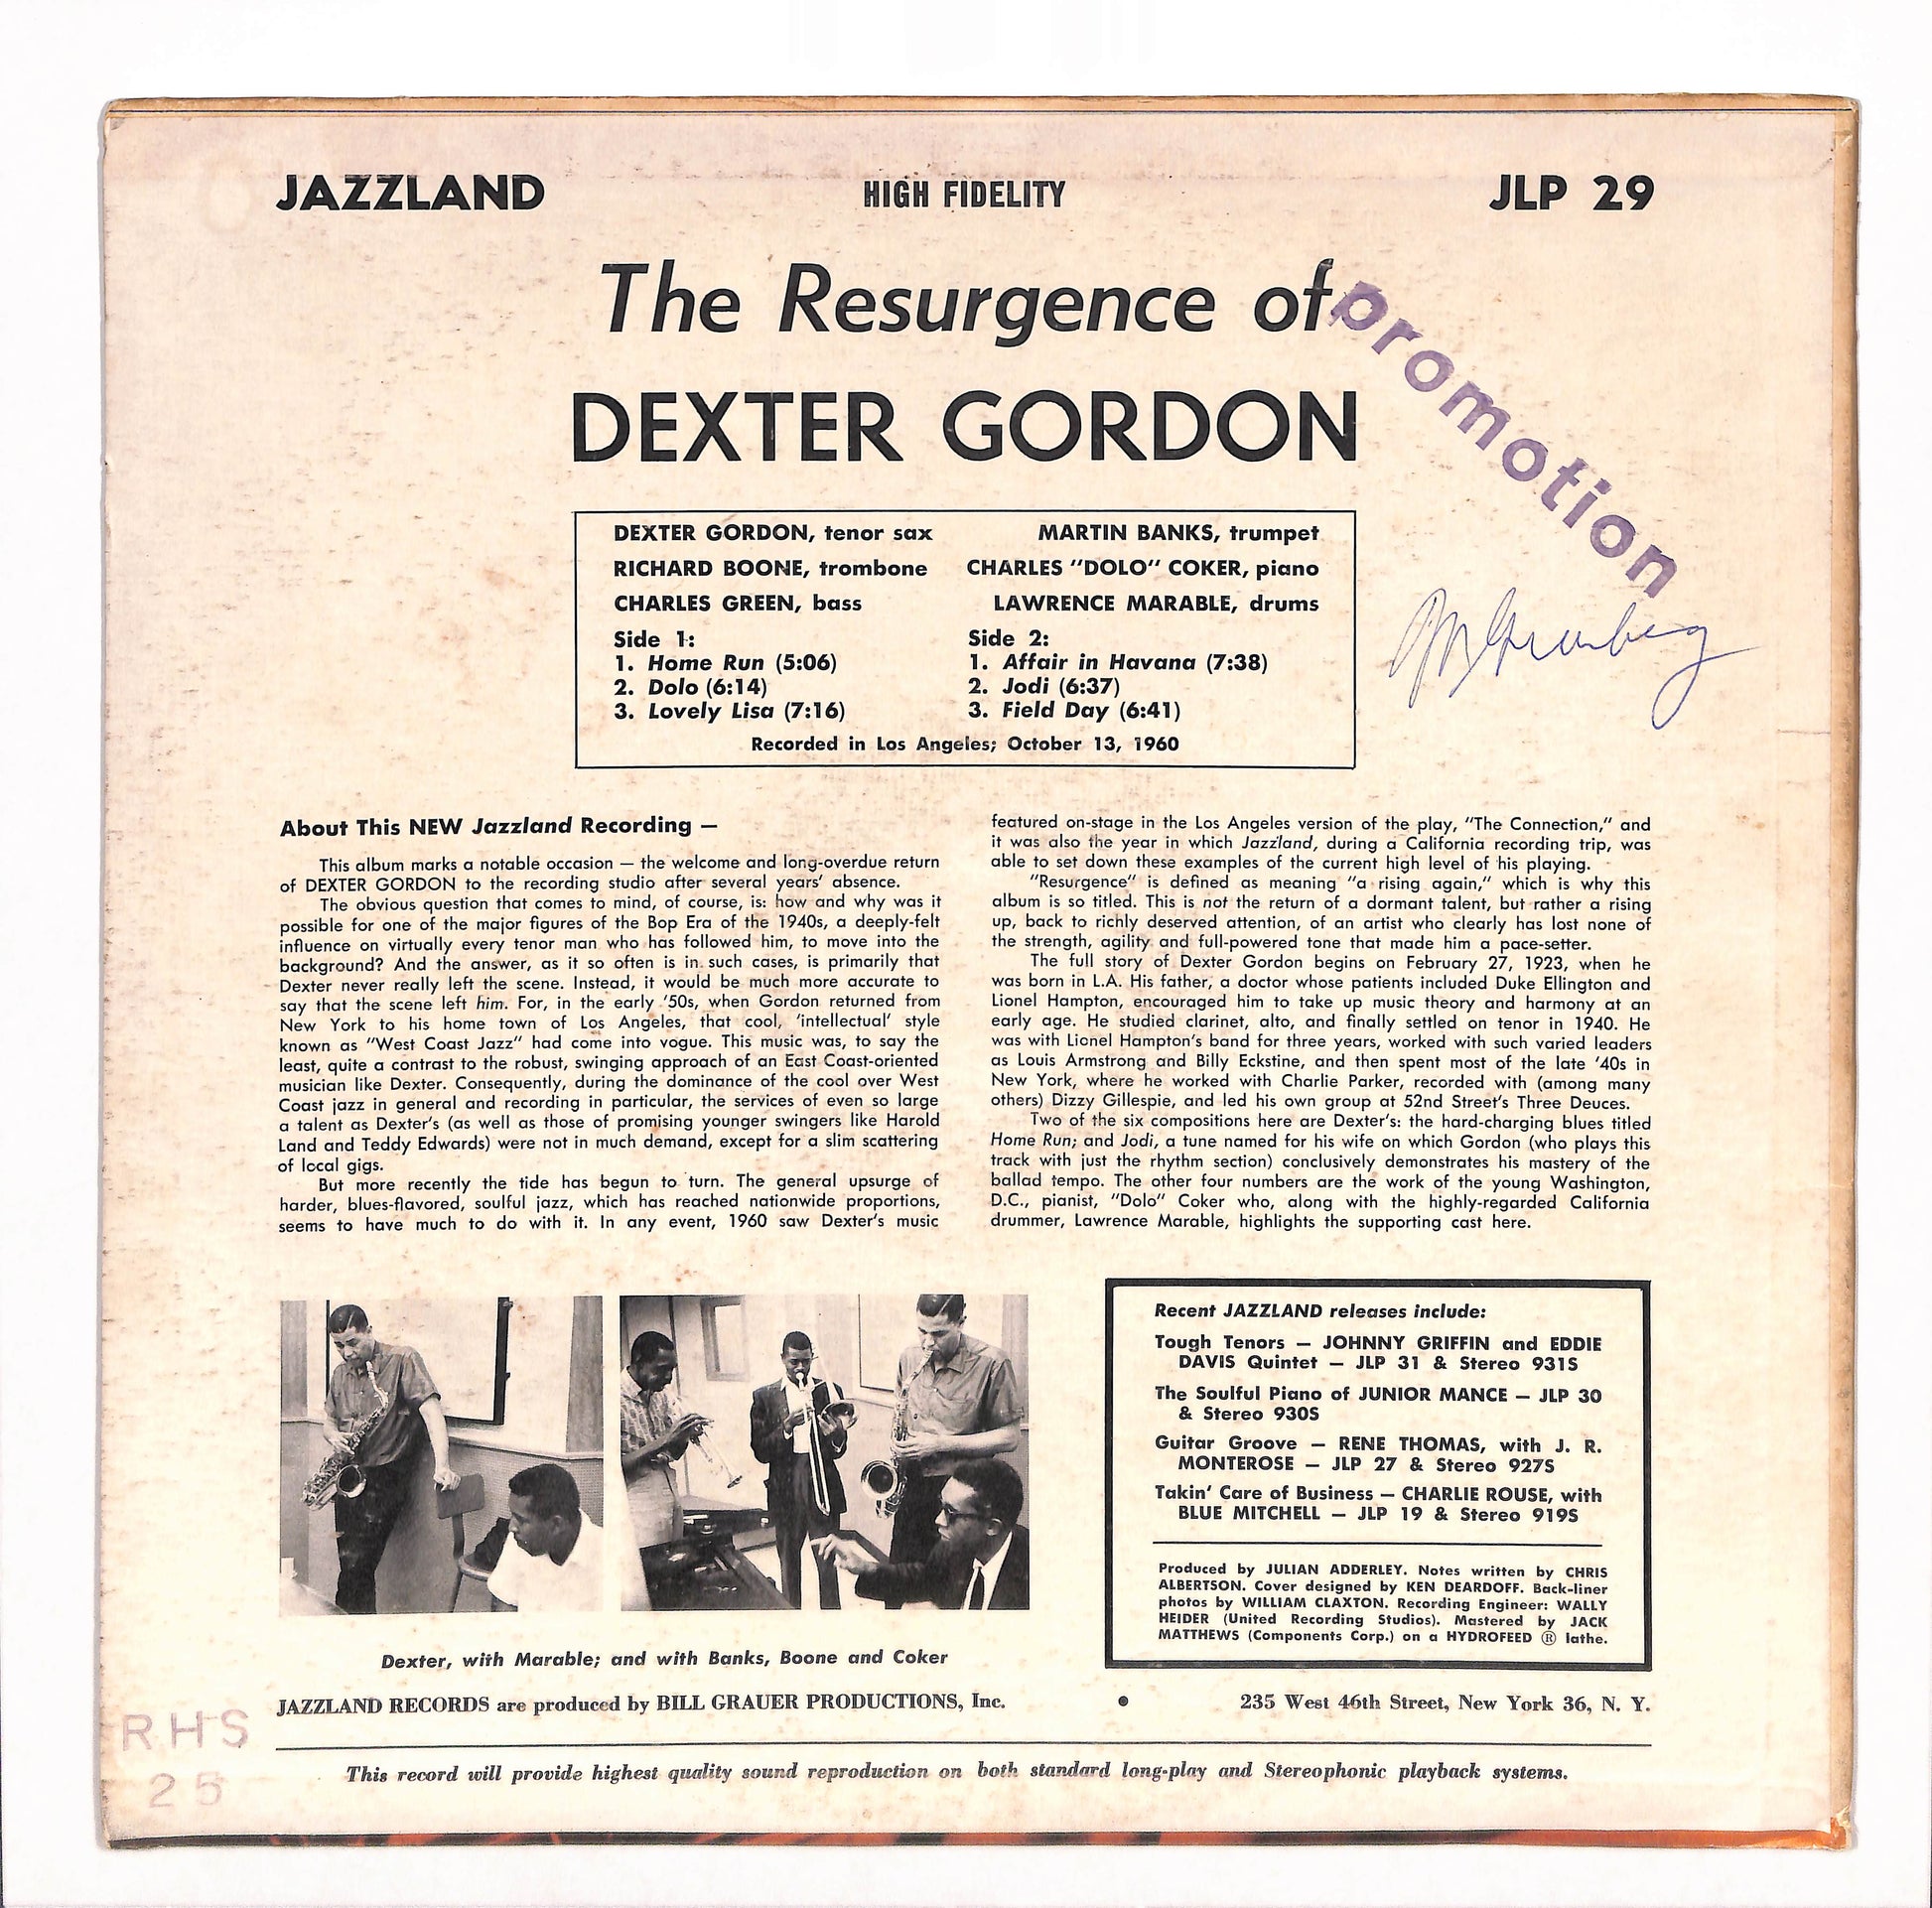 JAZZLAND HIGH FIDELITY JLP 29
The Resurgence of
promotion
DEXTER GORDON
DEXTER GORDON, tenor sax MARTIN BANKS, trumpet
RICHARD BOONE, trombone CHARLES "DOLO" COKER, piano
CHARLES GREEN, bass LAWRENCE MARABLE, drums
Side 1:
1. Home Run (5:06)
2. Dolo (6:14)
3. Lovely Lisa (7:16)
Side 2:
1. Affair in Havana (7:38)
2. Jodi (6:37)
3. Field Day (6:41)
Recorded in Los Angeles; October 13, 1960
About This NEW Jazzland Recording —
This album marks a notable occasion — the welcome and long-overdue return
of DEXTER GORDON to the recording studio after several years' absence.
The obvious question that comes to mind, of course, is: how and why was it
possible for one of the major figures of the Bop Era of the 1940s, a deeply-felt
influence on virtually every tenor man who has followed him, to move into the
background? And the answer, as it so often is in such cases, is primarily that
Dexter never really left the scene. Instead, it would be much more accurate to
say that the scene left him. For, in the early '50s, when Gordon returned from
New York to his home town of Los Angeles, that cool, 'intellectual' style
known as "West Coast Jazz" had come into vogue. This music was, to say the
least, quite a contrast to the robust, swinging approach of an East Coast-oriented
musician like Dexter. Consequently, during the dominance of the cool over West
Coast jazz in general and recording in particular, the services of even so large
a talent as Dexter's (as well as those of promising younger swingers like Harold
Land and Teddy Edwards) were not in much demand, except for a slim scattering
of local gigs.
But more recently the tide has begun to turn. The general upsurge of
harder, blues-flavored, soulful jazz, which has reached nationwide proportions,
seems to have much to do with it. In any event, 1960 saw Dexter's music
featured on-stage in the Los Angeles version of the play, "The Connection," and
it was also the year in which Jazzland, during a California recording trip, was
able to set down these examples of the current high level of his playing.
"Resurgence" is defined as meaning "a rising again," which is why this
album is so titled. This is not the return of a dormant talent, but rather a rising
up, back to richly deserved attention, of an artist who clearly has lost none of
the strength, agility and full-powered tone that made him a pace-setter.
The full story of Dexter Gordon begins on February 27, 1923, when he
was born in L.A. His father, a doctor whose patients included Duke Ellington and
Lionel Hampton, encouraged him to take up music theory and harmony at an
early age. He studied clarinet, alto, and finally settled on tenor in 1940. He
was with Lionel Hampton's band for three years, worked with such varied leaders
as Louis Armstrong and Billy Eckstine, and then spent most of the late '40s in
New York, where he worked with Charlie Parker, recorded with (among many
others) Dizzy Gillespie, and led his own group at 52nd Street's Three Deuces.
Two of the six compositions here are Dexter's: the hard-charging blues titled
Home Run; and Jodi, a tune named for his wife on which Gordon (who plays this
track with just the rhythm section) conclusively demonstrates his mastery of the
ballad tempo. The other four numbers are the work of the young Washington,
D.C., pianist, "Dolo" Coker who, along with the highly-regarded California
drummer, Lawrence Marable, highlights the supporting cast here.
Dexter, with Marable; and with Banks, Boone and Coker
Recent JAZZLAND releases include:
Tough Tenors — JOHNNY GRIFFIN and EDDIE
DAVIS Quintet — JLP 31 & Stereo 931S
The Soulful Piano of JUNIOR MANCE — JLP 30
& Stereo 930S
Guitar Groove — RENE THOMAS, with J. R.
MONTEROSE — JLP 27 & Stereo 927S
Takin' Care of Business — CHARLIE ROUSE, with
BLUE MITCHELL — JLP 19 & Stereo 919S
Produced by JULIAN ADDERLEY. Notes written by CHRIS
ALBERTSON. Cover designed by KEN DEARDOFF. Back-liner
photos by WILLIAM CLAXTON. Recording Engineer: WALLY
HEIDER (United Recording Studios). Mastered by JACK
MATTHEWS (Components Corp.) on a HYDROFEED ® lathe.
JAZZLAND RECORDS are produced by BILL GRAUER PRODUCTIONS, Inc. • 235 West 46th Street, New York 36, N. Y.
RHS
25
This record will provide highest quality sound reproduction on both standard long-play and Stereophonic playback systems.